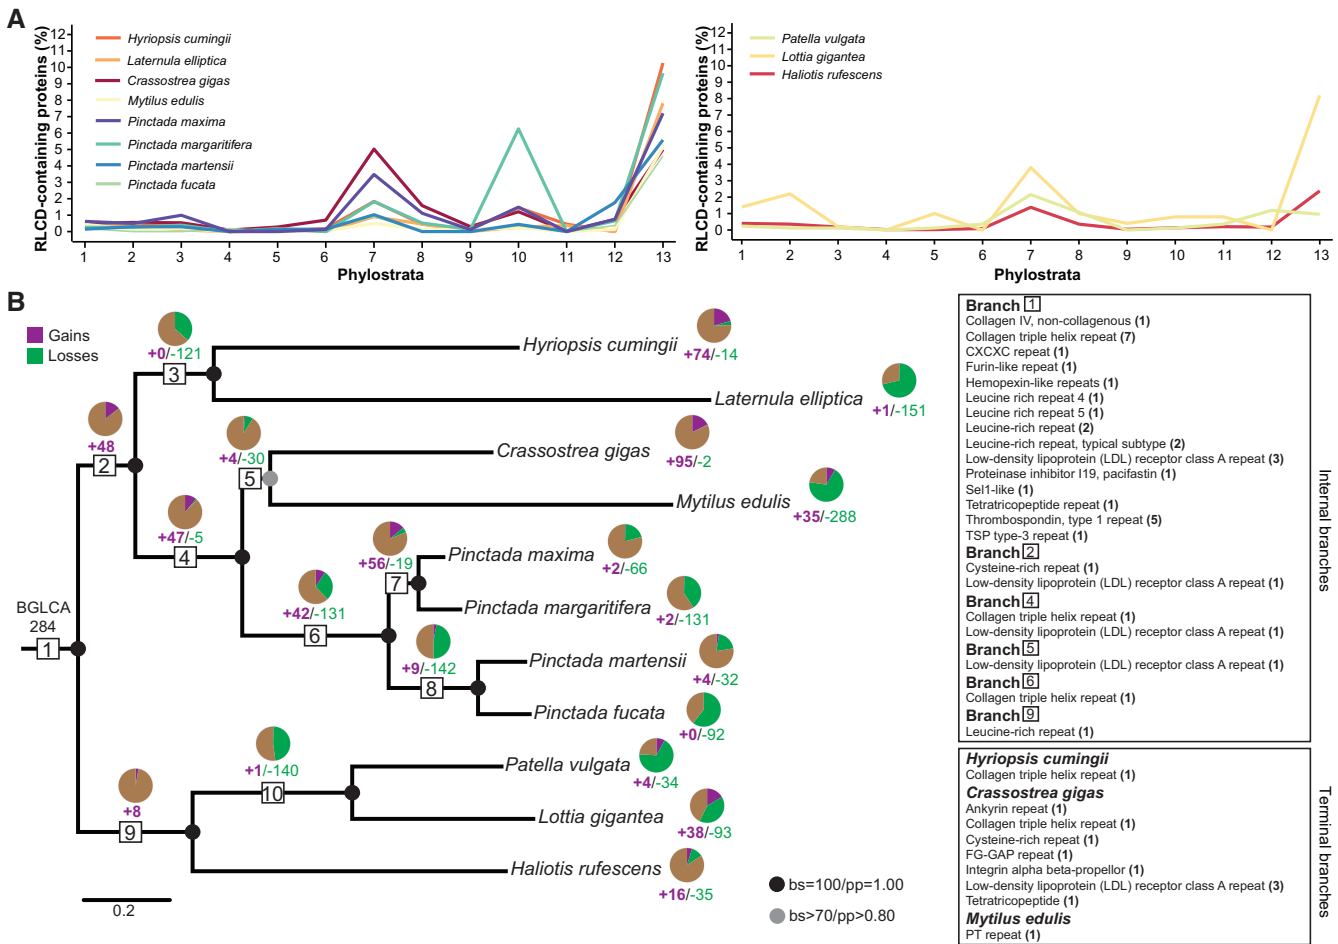 A
RLCD-containing proteins (%)
12
11
10
9
8
7
6
5
4
3
2
1
0
Hyriopsis cumingii
Laternula elliptica
Crassostrea gigas
Mytilus edulis
Pinctada maxima
Pinctada margaritifera
Pinctada martensii
Pinctada fucata
1 2 3 4 5 6 7 8 9 10 11 12 13
Phylostrata
RLCD-containing proteins (%)
12
11
10
9
8
7
6
5
4
3
2
1
0
Patella vulgata
Lottia gigantea
Haliotis rufescens
1 2 3 4 5 6 7 8 9 10 11 12 13
Phylostrata
B
Gains
Losses
+0/-121
3
Hyriopsis cumingii
+74/-14
Laternula elliptica
+1/-151
+48
2
+4/-30
5
Crassostrea gigas
+95/-2
Mytilus edulis
+35/-288
+47/-5
4
+56/-19
7
Pinctada maxima
+2/-66
Pinctada margaritifera
+2/-131
+42/-131
6
+9/-142
8
Pinctada martensii
+4/-32
Pinctada fucata
+0/-92
BGLCA
284
1
+1/-140
10
Patella vulgata
+4/-34
Lottia gigantea
+38/-93
+8
9
Haliotis rufescens
+16/-35
0.2
bs=100/pp=1.00
bs>70/pp>0.80
Branch 1
Collagen IV, non-collagenous (1)
Collagen triple helix repeat (7)
CXCXC repeat (1)
Furin-like repeat (1)
Hemopexin-like repeats (1)
Leucine rich repeat 4 (1)
Leucine rich repeat 5 (1)
Leucine-rich repeat (2)
Leucine-rich repeat, typical subtype (2)
Low-density lipoprotein (LDL) receptor class A repeat (3)
Proteinase inhibitor I19, pacifastin (1)
Sel1-like (1)
Tetratricopeptide repeat (1)
Thrombospondin, type 1 repeat (5)
TSP type-3 repeat (1)
Branch 2
Cysteine-rich repeat (1)
Low-density lipoprotein (LDL) receptor class A repeat (1)
Branch 4
Collagen triple helix repeat (1)
Low-density lipoprotein (LDL) receptor class A repeat (1)
Branch 5
Low-density lipoprotein (LDL) receptor class A repeat (1)
Branch 6
Collagen triple helix repeat (1)
Branch 9
Leucine-rich repeat (1)
Internal branches
Hyriopsis cumingii
Collagen triple helix repeat (1)
Crassostrea gigas
Ankyrin repeat (1)
Collagen triple helix repeat (1)
Cysteine-rich repeat (1)
FG-GAP repeat (1)
Integrin alpha beta-propellor (1)
Low-density lipoprotein (LDL) receptor class A repeat (3)
Tetratricopeptide (1)
Mytilus edulis
PT repeat (1)
Terminal branches